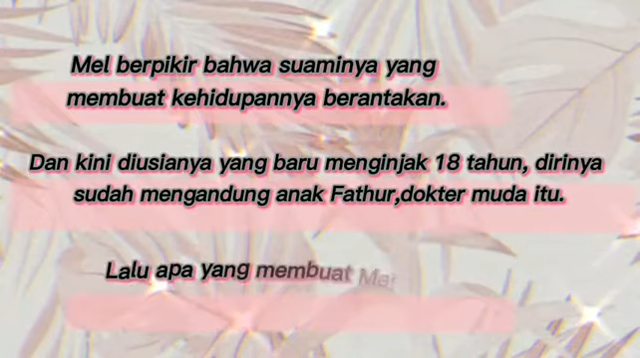 Mel berpikir bahwa suaminya yang
membuat kehidupannya berantakan.
Dan kini diusianya yang baru menginjak 18 tahun, dirinya
sudah mengandung anak Fathur,dokter muda itu.
Lalu apa yang membuat